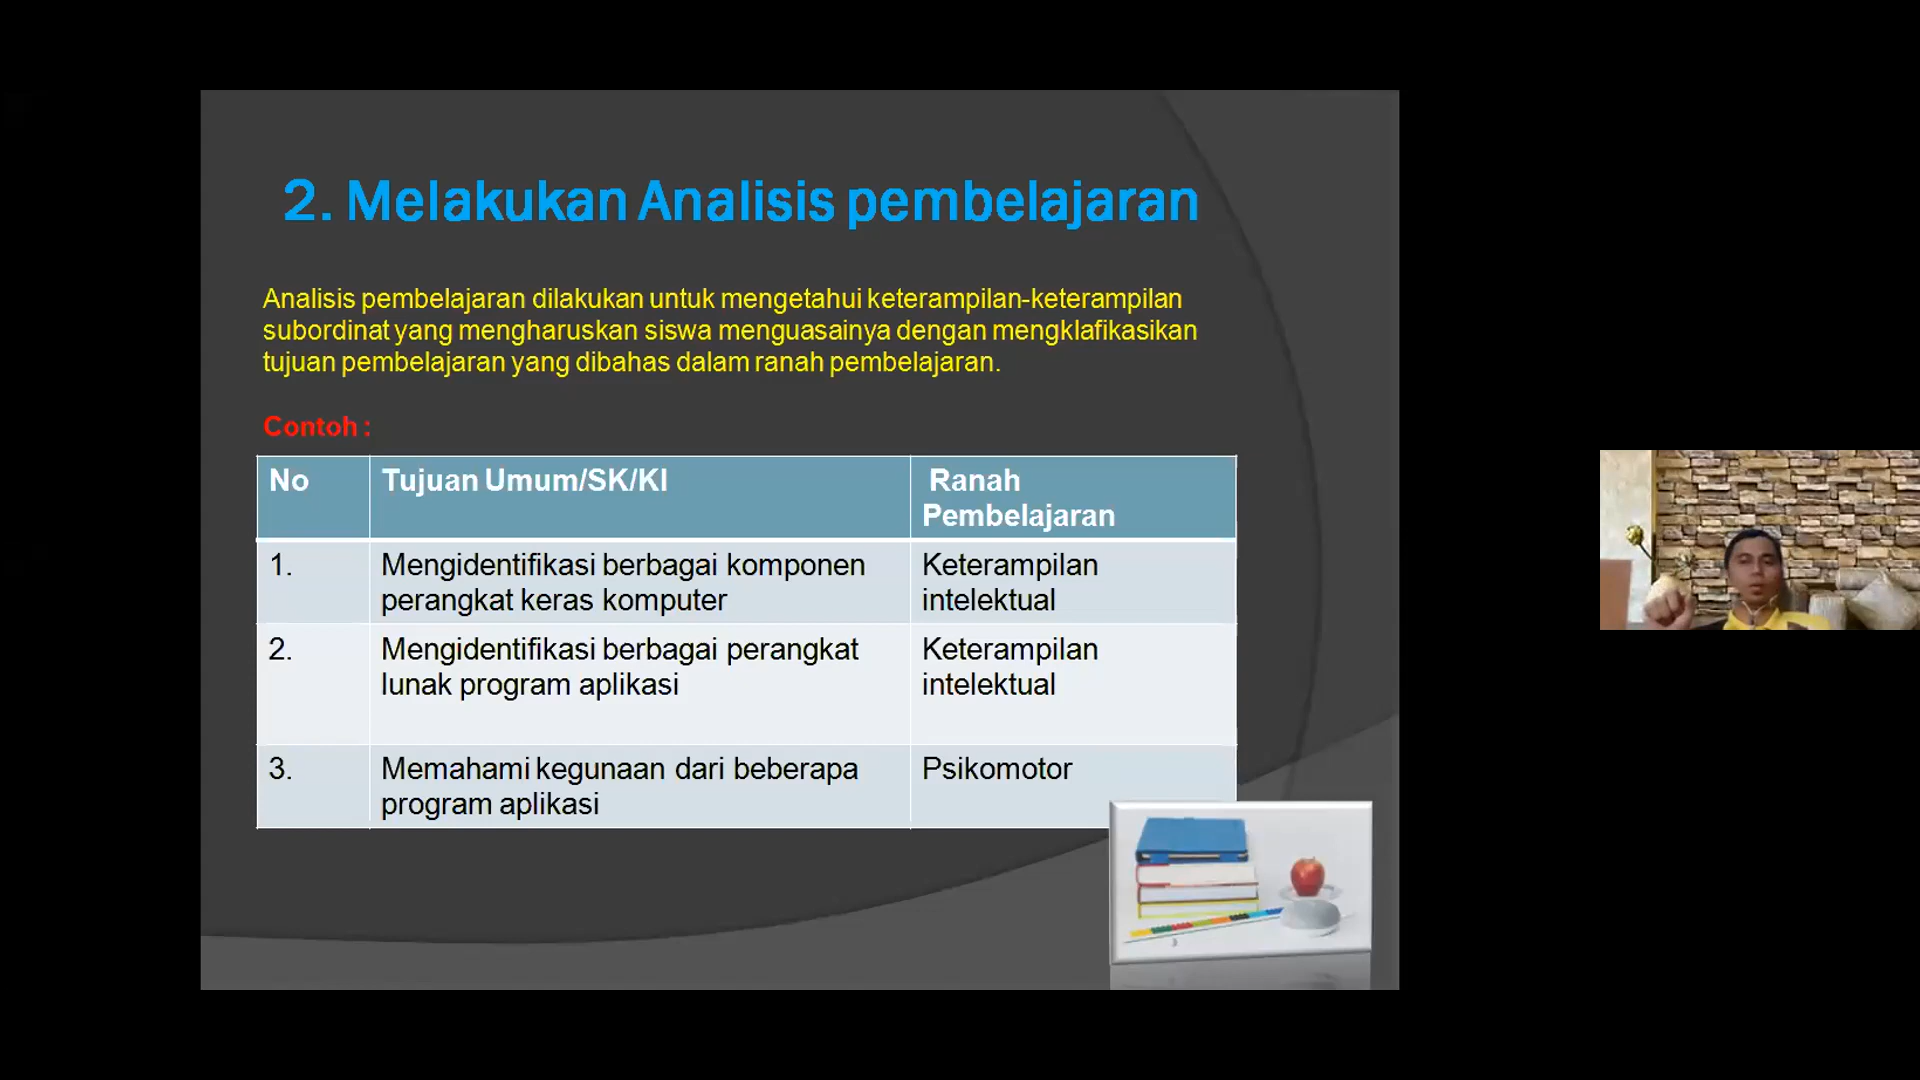 2. Melakukan Analisis pembelajaran
Analisis pembelajaran dilakukan untuk mengetahui keterampilan-keterampilan
subordinat yang mengharuskan siswa menguasainya dengan mengklafikasikan
tujuan pembelajaran yang dibahas dalam ranah pembelajaran.
Contoh :
No Tujuan Umum/SK/KI Ranah
Pembelajaran
1. Mengidentifikasi berbagai komponen Keterampilan
perangkat keras komputer intelektual
2. Mengidentifikasi berbagai perangkat Keterampilan
lunak program aplikasi intelektual
3. Memahami kegunaan dari beberapa Psikomotor
program aplikasi
3